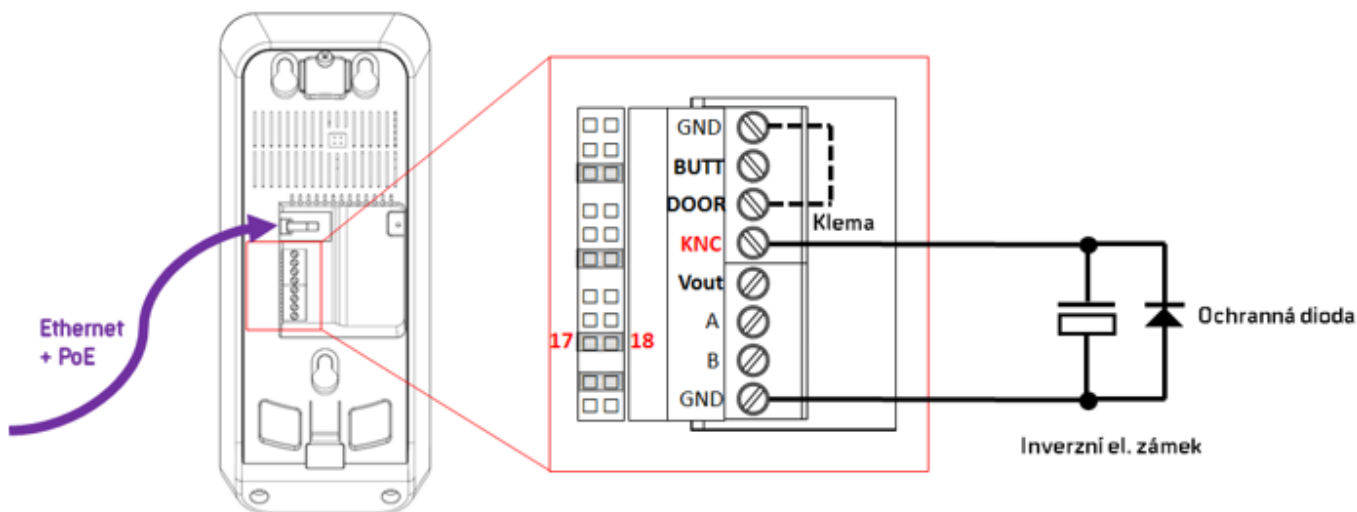 Ethernet
+ PoE
17
18
GND
BUTT
DOOR
KNC
Vout
A
B
GND
Klema
Ochranná dioda
Inverzní el. zámek